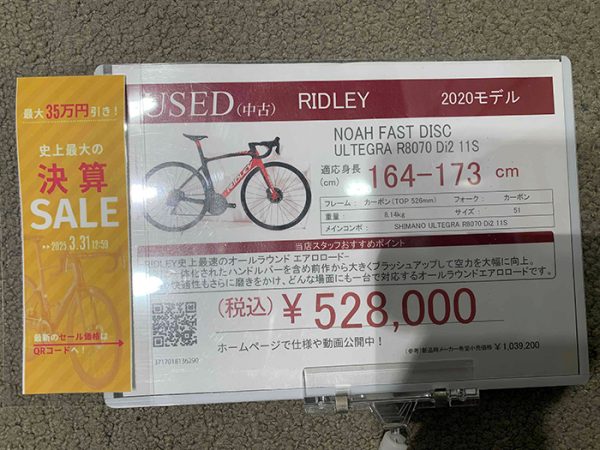 最大35万円引き！
史上最大の
決算
SALE
▸▸2025.3.31 12:59
最新のセール価格は
QRコードへ！
USED（中古） RIDLEY 2020モデル
NOAH FAST DISC
ULTEGRA R8070 Di2 11S
適応身長(cm) 164-173 cm
フレーム： カーボン（TOP 526mm） フォーク： カーボン
重量： 8.14kg サイズ： S1
メインコンポ： SHIMANO ULTEGRA R8070 Di2 11S
当店スタッフおすすめポイント
RIDLEY史上最速のオールラウンド エアロロード-
一体化されたハンドルバーを含め前作から大きくブラッシュアップして空力を大幅に向上。
快適性もさらに磨きをかけ、どんな場面にも一台で対応するオールラウンドエアロロードです。
（税込）￥528,000
3717018136290
ホームページで仕様や動画公開中！
（参考）新品時メーカー希望小売価格 ￥1,039,200